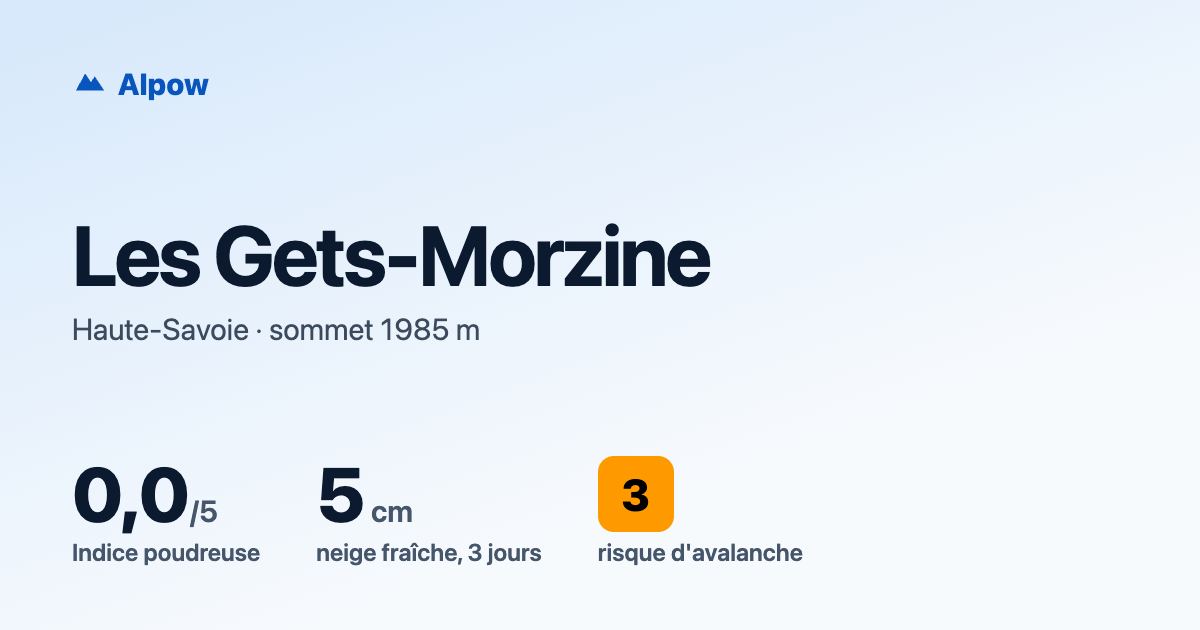 Alpow
Les Gets-Morzine
Haute-Savoie · sommet 1985 m
0,0/5
Indice poudreuse
5 cm
neige fraîche, 3 jours
3
risque d'avalanche